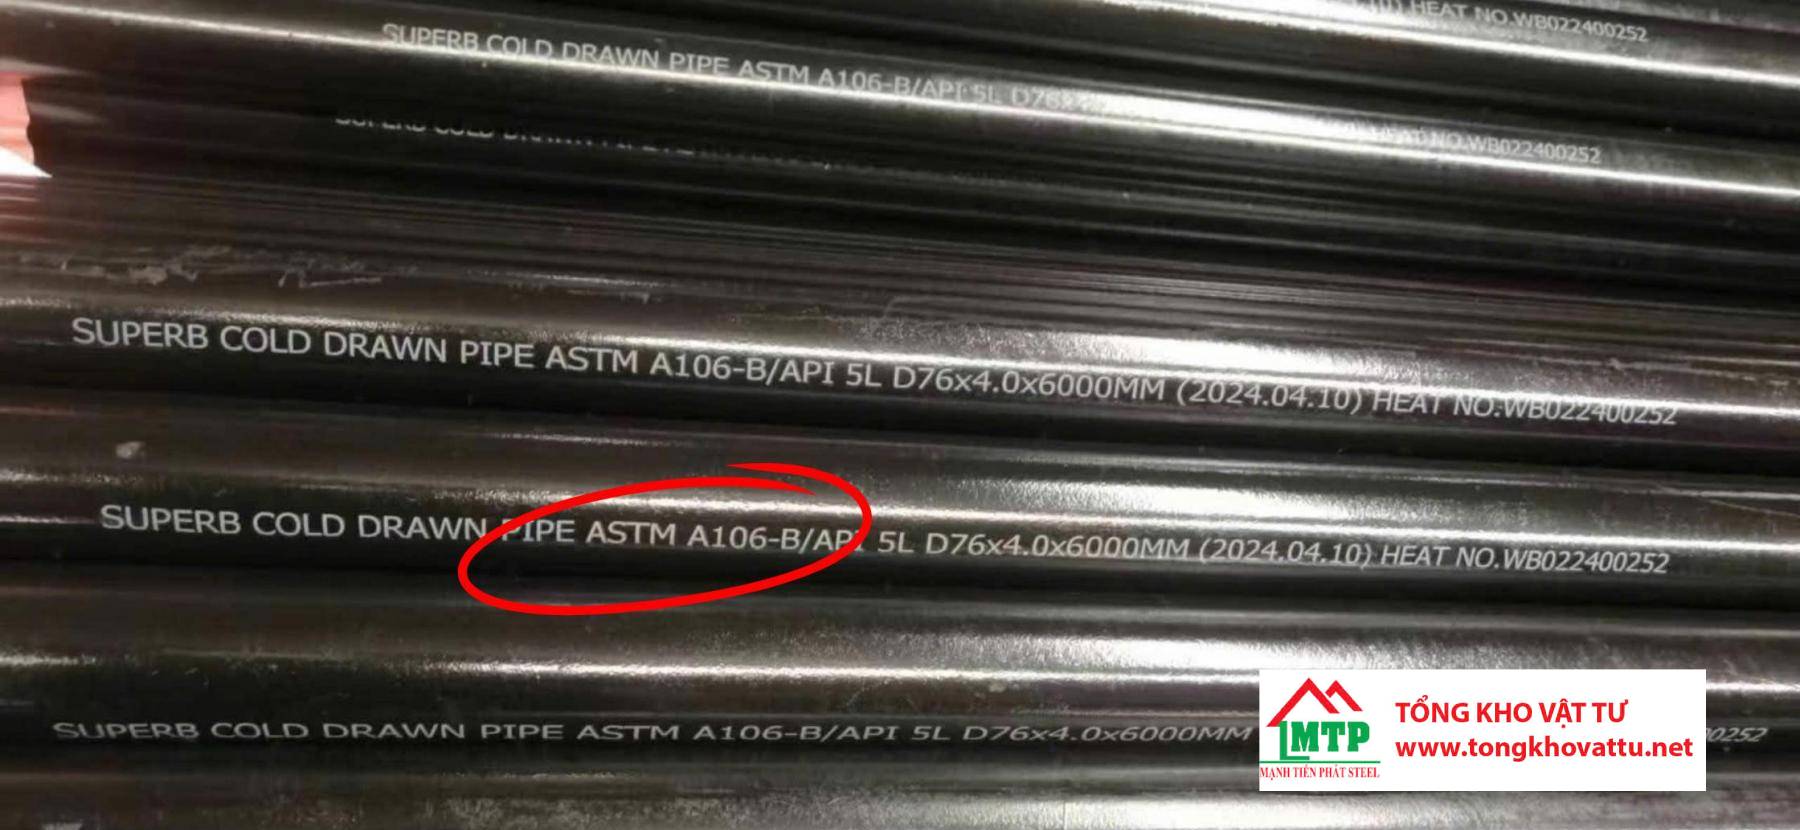 HEAT NO.WB022400252
SUPERB COLD DRAWN PIPE ASTM A106-B/API 5L D76x
HEAT NO.WB022400252
SUPERB COLD DRAWN
SUPERB COLD DRAWN PIPE ASTM A106-B/API 5L D76x4.0x6000MM (2024.04.10) HEAT NO.WB022400252
SUPERB COLD DRAWN PIPE ASTM A106-B/API 5L D76x4.0x6000MM (2024.04.10) HEAT NO.WB022400252
SUPERB COLD DRAWN PIPE ASTM A106-B/API 5L D76x4.0x6000MM
MTP
MẠNH TIẾN PHÁT STEEL
TỔNG KHO VẬT TƯ
www.tongkhovattu.net